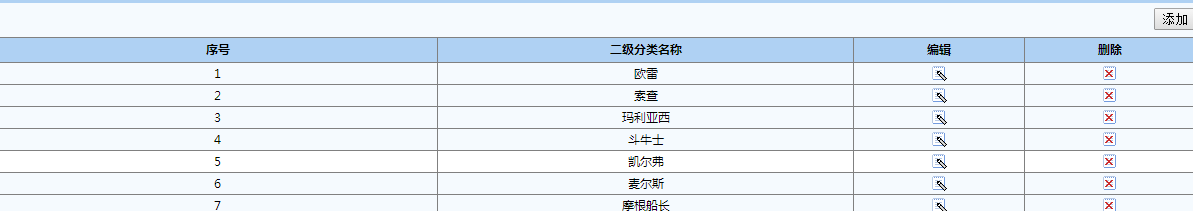 添加
序号 二级分类名称 编辑 删除
1 欧雷
2 索查
3 玛利亚西
4 斗牛士
5 凯尔弗
6 麦尔斯
7 摩根船长